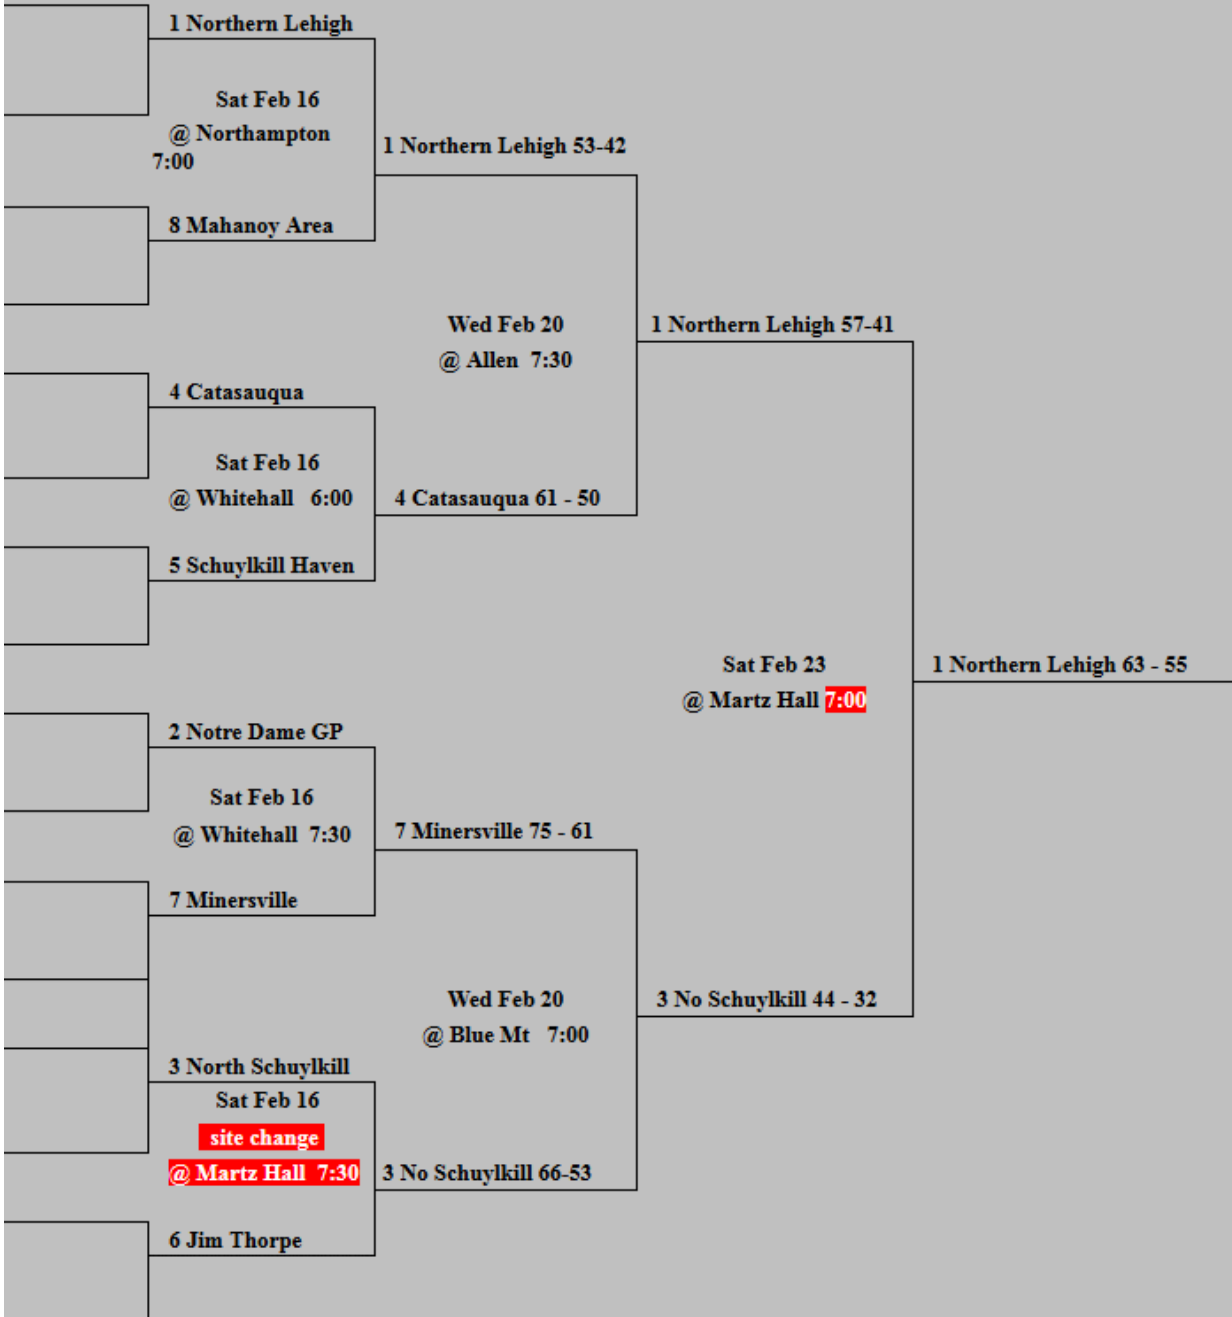 1 Northern Lehigh
Sat Feb 16
@ Northampton
7:00
1 Northern Lehigh 53-42
8 Mahanoy Area
Wed Feb 20
@ Allen 7:30
1 Northern Lehigh 57-41
4 Catasauqua
Sat Feb 16
@ Whitehall 6:00
4 Catasauqua 61 - 50
5 Schuylkill Haven
Sat Feb 23
@ Martz Hall 7:00
1 Northern Lehigh 63 - 55
2 Notre Dame GP
Sat Feb 16
@ Whitehall 7:30
7 Minersville 75 - 61
7 Minersville
Wed Feb 20
@ Blue Mt 7:00
3 No Schuylkill 44 - 32
3 North Schuylkill
Sat Feb 16
site change
@ Martz Hall 7:30
3 No Schuylkill 66-53
6 Jim Thorpe